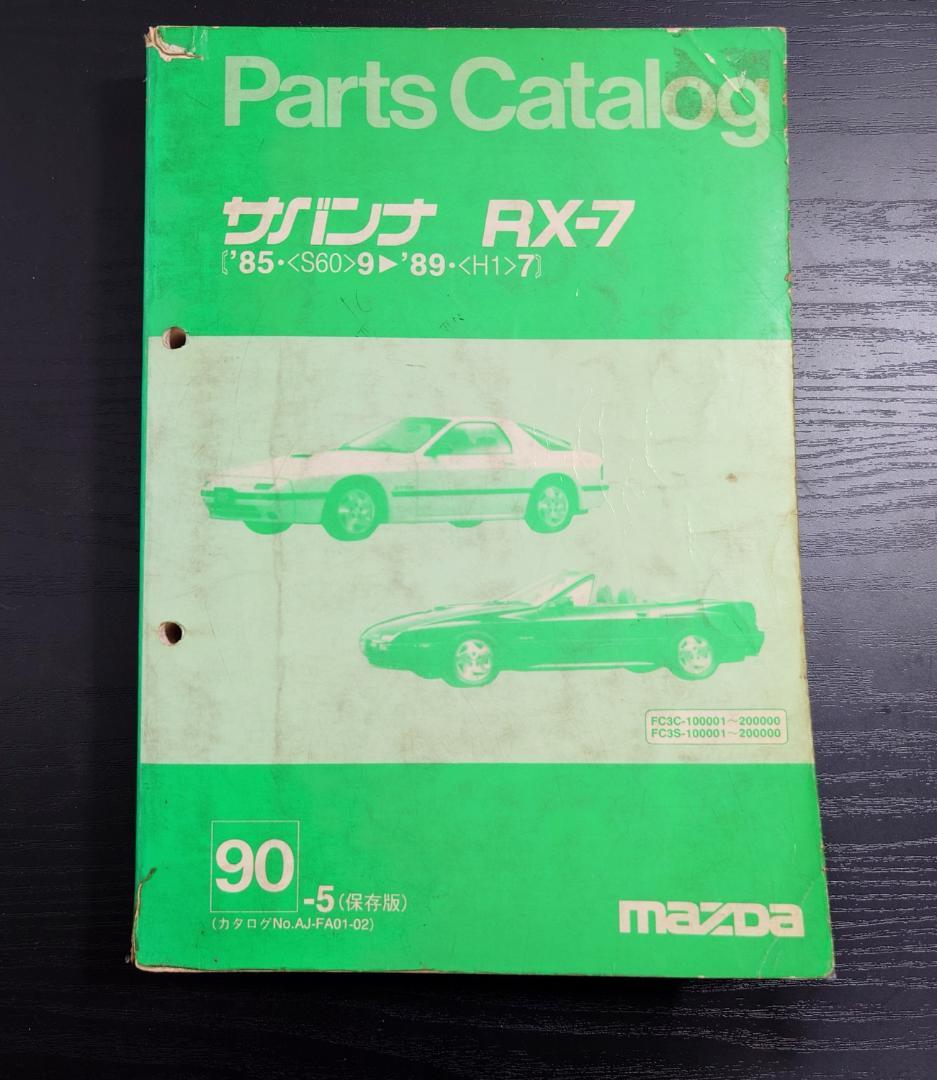 Parts Catalog
サバンナ RX-7
〔'85・<S60>9▶'89・<H1>7〕
FC3C-100001～200000
FC3S-100001～200000
90-5(保存版)
(カタログNo.AJ-FA01-02)
mazda